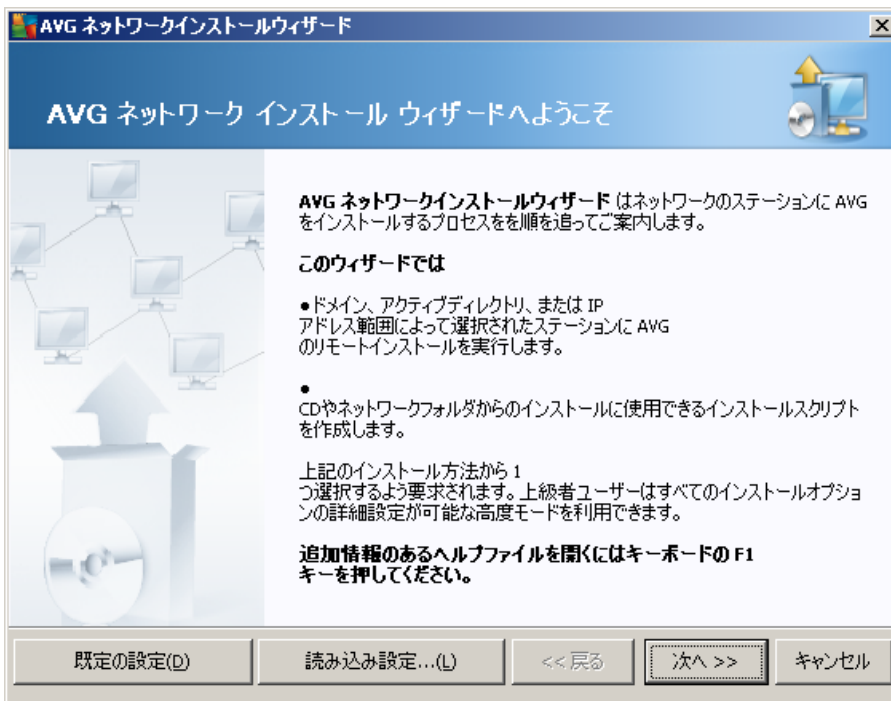 AVG ネットワークインストールウィザード
AVG ネットワーク インストール ウィザードへようこそ
AVG ネットワークインストールウィザード はネットワークのステーションに AVG
をインストールするプロセスをを順を追ってご案内します。
このウィザードでは
●ドメイン、アクティブディレクトリ、または IP
アドレス範囲によって選択されたステーションに AVG
のリモートインストールを実行します。
●
CDやネットワークフォルダからのインストールに使用できるインストールスクリプト
を作成します。
上記のインストール方法から 1
つ選択するよう要求されます。上級者ユーザーはすべてのインストールオプショ
ンの詳細設定が可能な高度モードを利用できます。
追加情報のあるヘルプファイルを開くにはキーボードの F1
キーを押してください。
既定の設定(D)
読み込み設定...(L)
<< 戻る
次へ >>
キャンセル